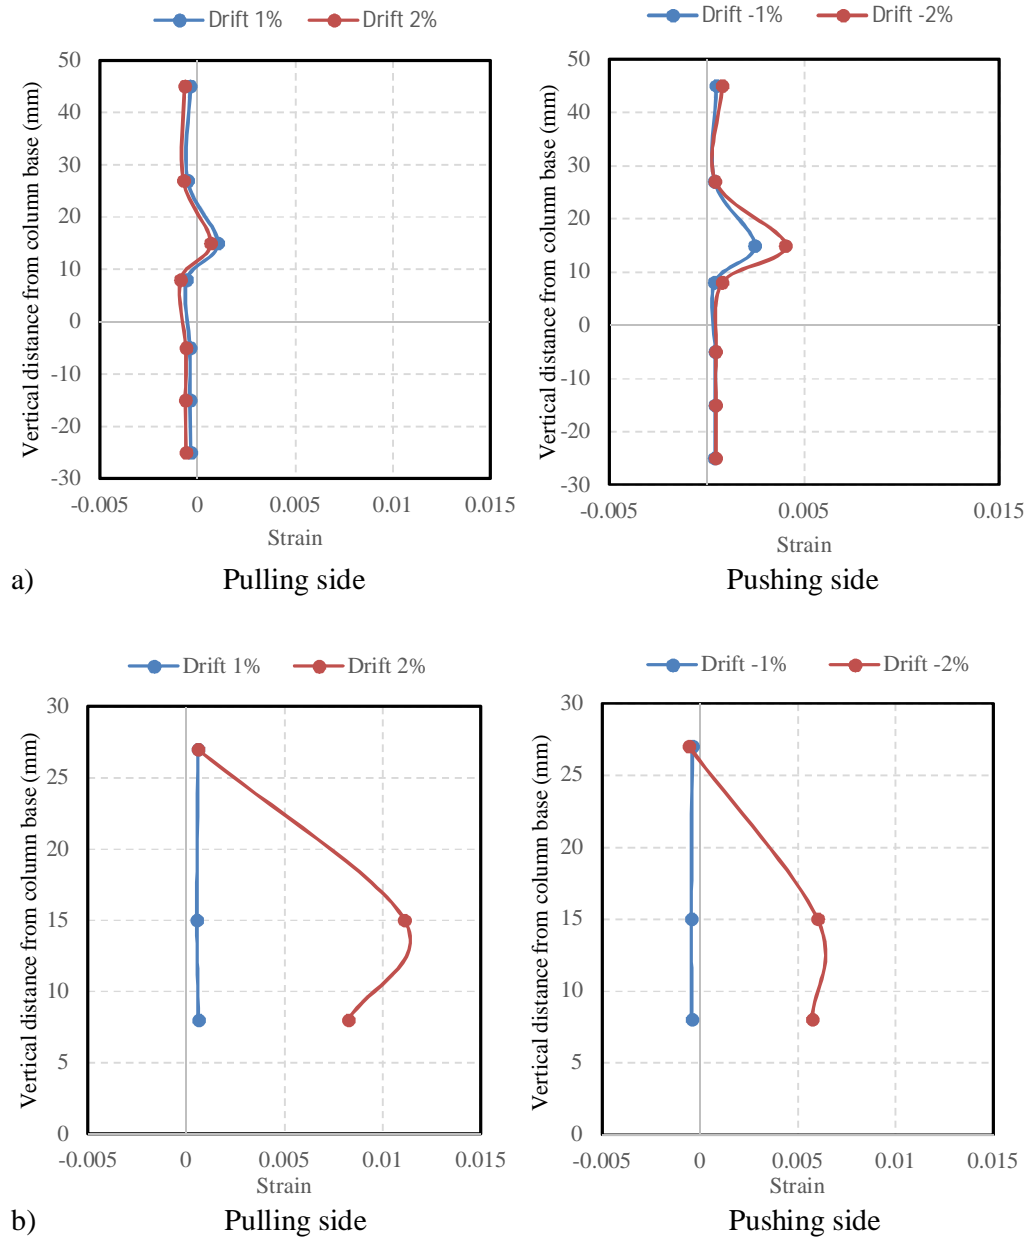 Drift 1% Drift 2%
Drift -1% Drift -2%
Vertical distance from column base (mm)
50
40
30
20
10
0
-10
-20
-30
-0.005 0 0.005 0.01 0.015
Strain
Vertical distance from column base (mm)
50
40
30
20
10
0
-10
-20
-30
-0.005 0.005 0.015
Strain
a) Pulling side Pushing side
Drift 1% Drift 2%
Drift -1% Drift -2%
Vertical distance from column base (mm)
30
25
20
15
10
5
0
-0.005 0 0.005 0.01 0.015
Strain
Vertical distance from column base (mm)
30
25
20
15
10
5
0
-0.005 0 0.005 0.01 0.015
Strain
b) Pulling side Pushing side